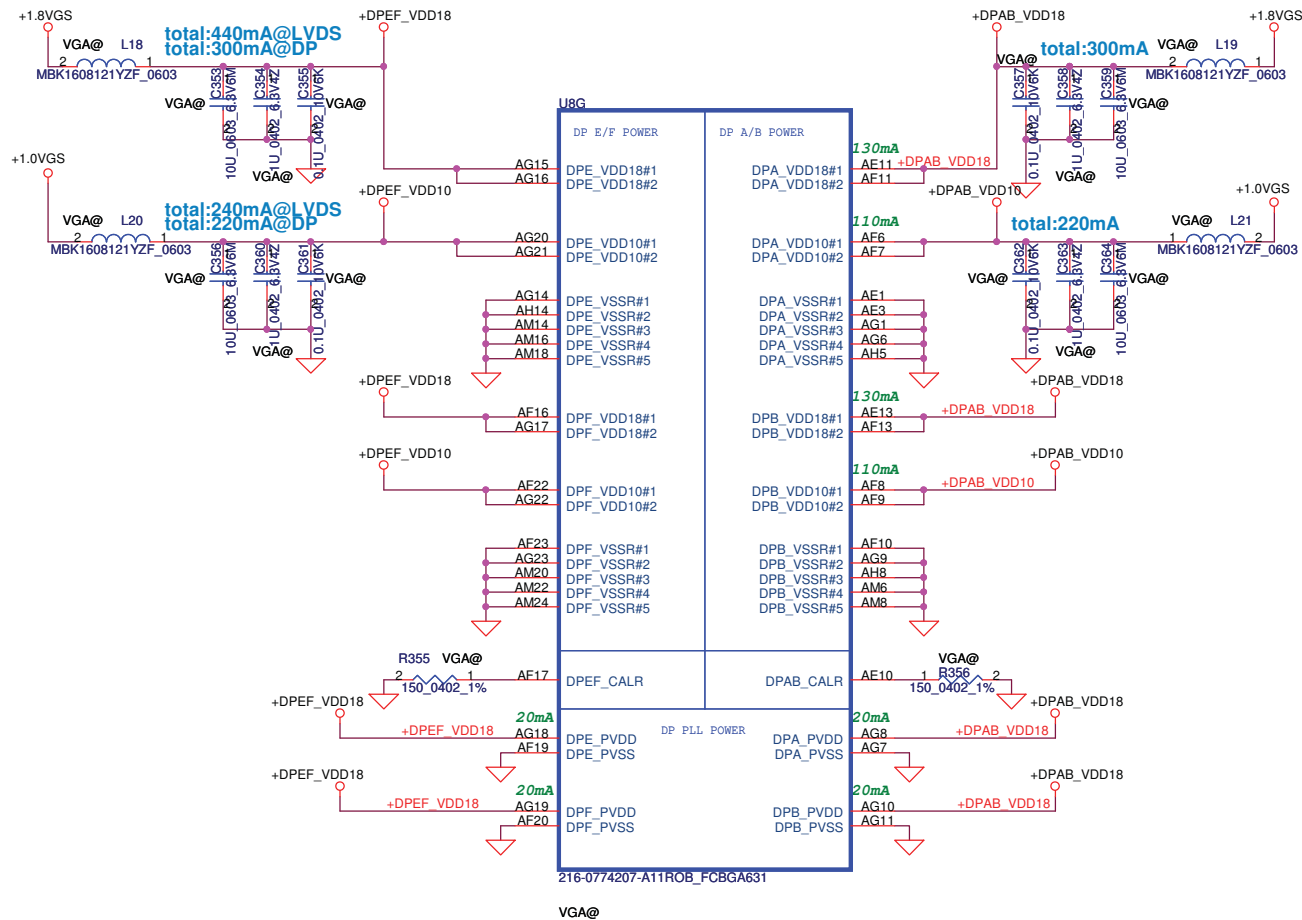 +1.8VGS
+DPEF_VDD18
+DPAB_VDD18
+1.8VGS
total:440mA@LVDS
total:300mA@DP
total:300mA
VGA@ L18
2 1
MBK1608121YZF_0603
VGA@ L19
2 1
MBK1608121YZF_0603
C353 10U_0603_6.3V6M
C354 1U_0402_6.3V4Z
C355 0.1U_0402_10V6K
VGA@
VGA@
VGA@
VGA@
C357 0.1U_0402_10V6K
C358 1U_0402_6.3V4Z
C359 10U_0603_6.3V6M
VGA@
VGA@
VGA@
U8G
DP E/F POWER
DP A/B POWER
130mA
AG15 DPE_VDD18#1
AG16 DPE_VDD18#2
DPA_VDD18#1 AE11 +DPAB_VDD18
DPA_VDD18#2 AF11
+1.0VGS
+DPEF_VDD10
+DPAB_VDD10
+1.0VGS
total:240mA@LVDS
total:220mA@DP
total:220mA
VGA@ L20
2 1
MBK1608121YZF_0603
VGA@ L21
1 2
MBK1608121YZF_0603
C356 10U_0603_6.3V6M
C360 1U_0402_6.3V4Z
C361 0.1U_0402_10V6K
VGA@
VGA@
VGA@
C362 0.1U_0402_10V6K
C363 1U_0402_6.3V4Z
C364 10U_0603_6.3V6M
VGA@
VGA@
VGA@
110mA
AG20 DPE_VDD10#1
AG21 DPE_VDD10#2
DPA_VDD10#1 AF6
DPA_VDD10#2 AF7
AG14 DPE_VSSR#1
AH14 DPE_VSSR#2
AM14 DPE_VSSR#3
AM16 DPE_VSSR#4
AM18 DPE_VSSR#5
DPA_VSSR#1 AE1
DPA_VSSR#2 AE3
DPA_VSSR#3 AG1
DPA_VSSR#4 AG6
DPA_VSSR#5 AH5
+DPEF_VDD18
+DPAB_VDD18
130mA
AF16 DPF_VDD18#1
AG17 DPF_VDD18#2
DPB_VDD18#1 AE13 +DPAB_VDD18
DPB_VDD18#2 AF13
+DPEF_VDD10
+DPAB_VDD10
110mA
AF22 DPF_VDD10#1
AG22 DPF_VDD10#2
DPB_VDD10#1 AF8 +DPAB_VDD10
DPB_VDD10#2 AF9
AF23 DPF_VSSR#1
AG23 DPF_VSSR#2
AM20 DPF_VSSR#3
AM22 DPF_VSSR#4
AM24 DPF_VSSR#5
DPB_VSSR#1 AF10
DPB_VSSR#2 AG9
DPB_VSSR#3 AH8
DPB_VSSR#4 AM6
DPB_VSSR#5 AM8
R355 VGA@
2 1 AF17 DPEF_CALR
150_0402_1%
VGA@
R356
DPAB_CALR AE10 1 2
150_0402_1%
+DPEF_VDD18
+DPAB_VDD18
DP PLL POWER
20mA
20mA
+DPEF_VDD18 AG18 DPE_PVDD
AF19 DPE_PVSS
DPA_PVDD AG8 +DPAB_VDD18
DPA_PVSS AG7
+DPEF_VDD18
+DPAB_VDD18
20mA
20mA
+DPEF_VDD18 AG19 DPF_PVDD
AF20 DPF_PVSS
DPB_PVDD AG10 +DPAB_VDD18
DPB_PVSS AG11
216-0774207-A11ROB_FCBGA631
VGA@